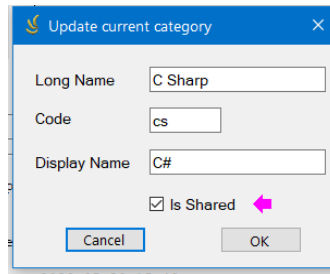 Update current category
Long Name C Sharp
Code cs
Display Name C#
Is Shared
Cancel OK